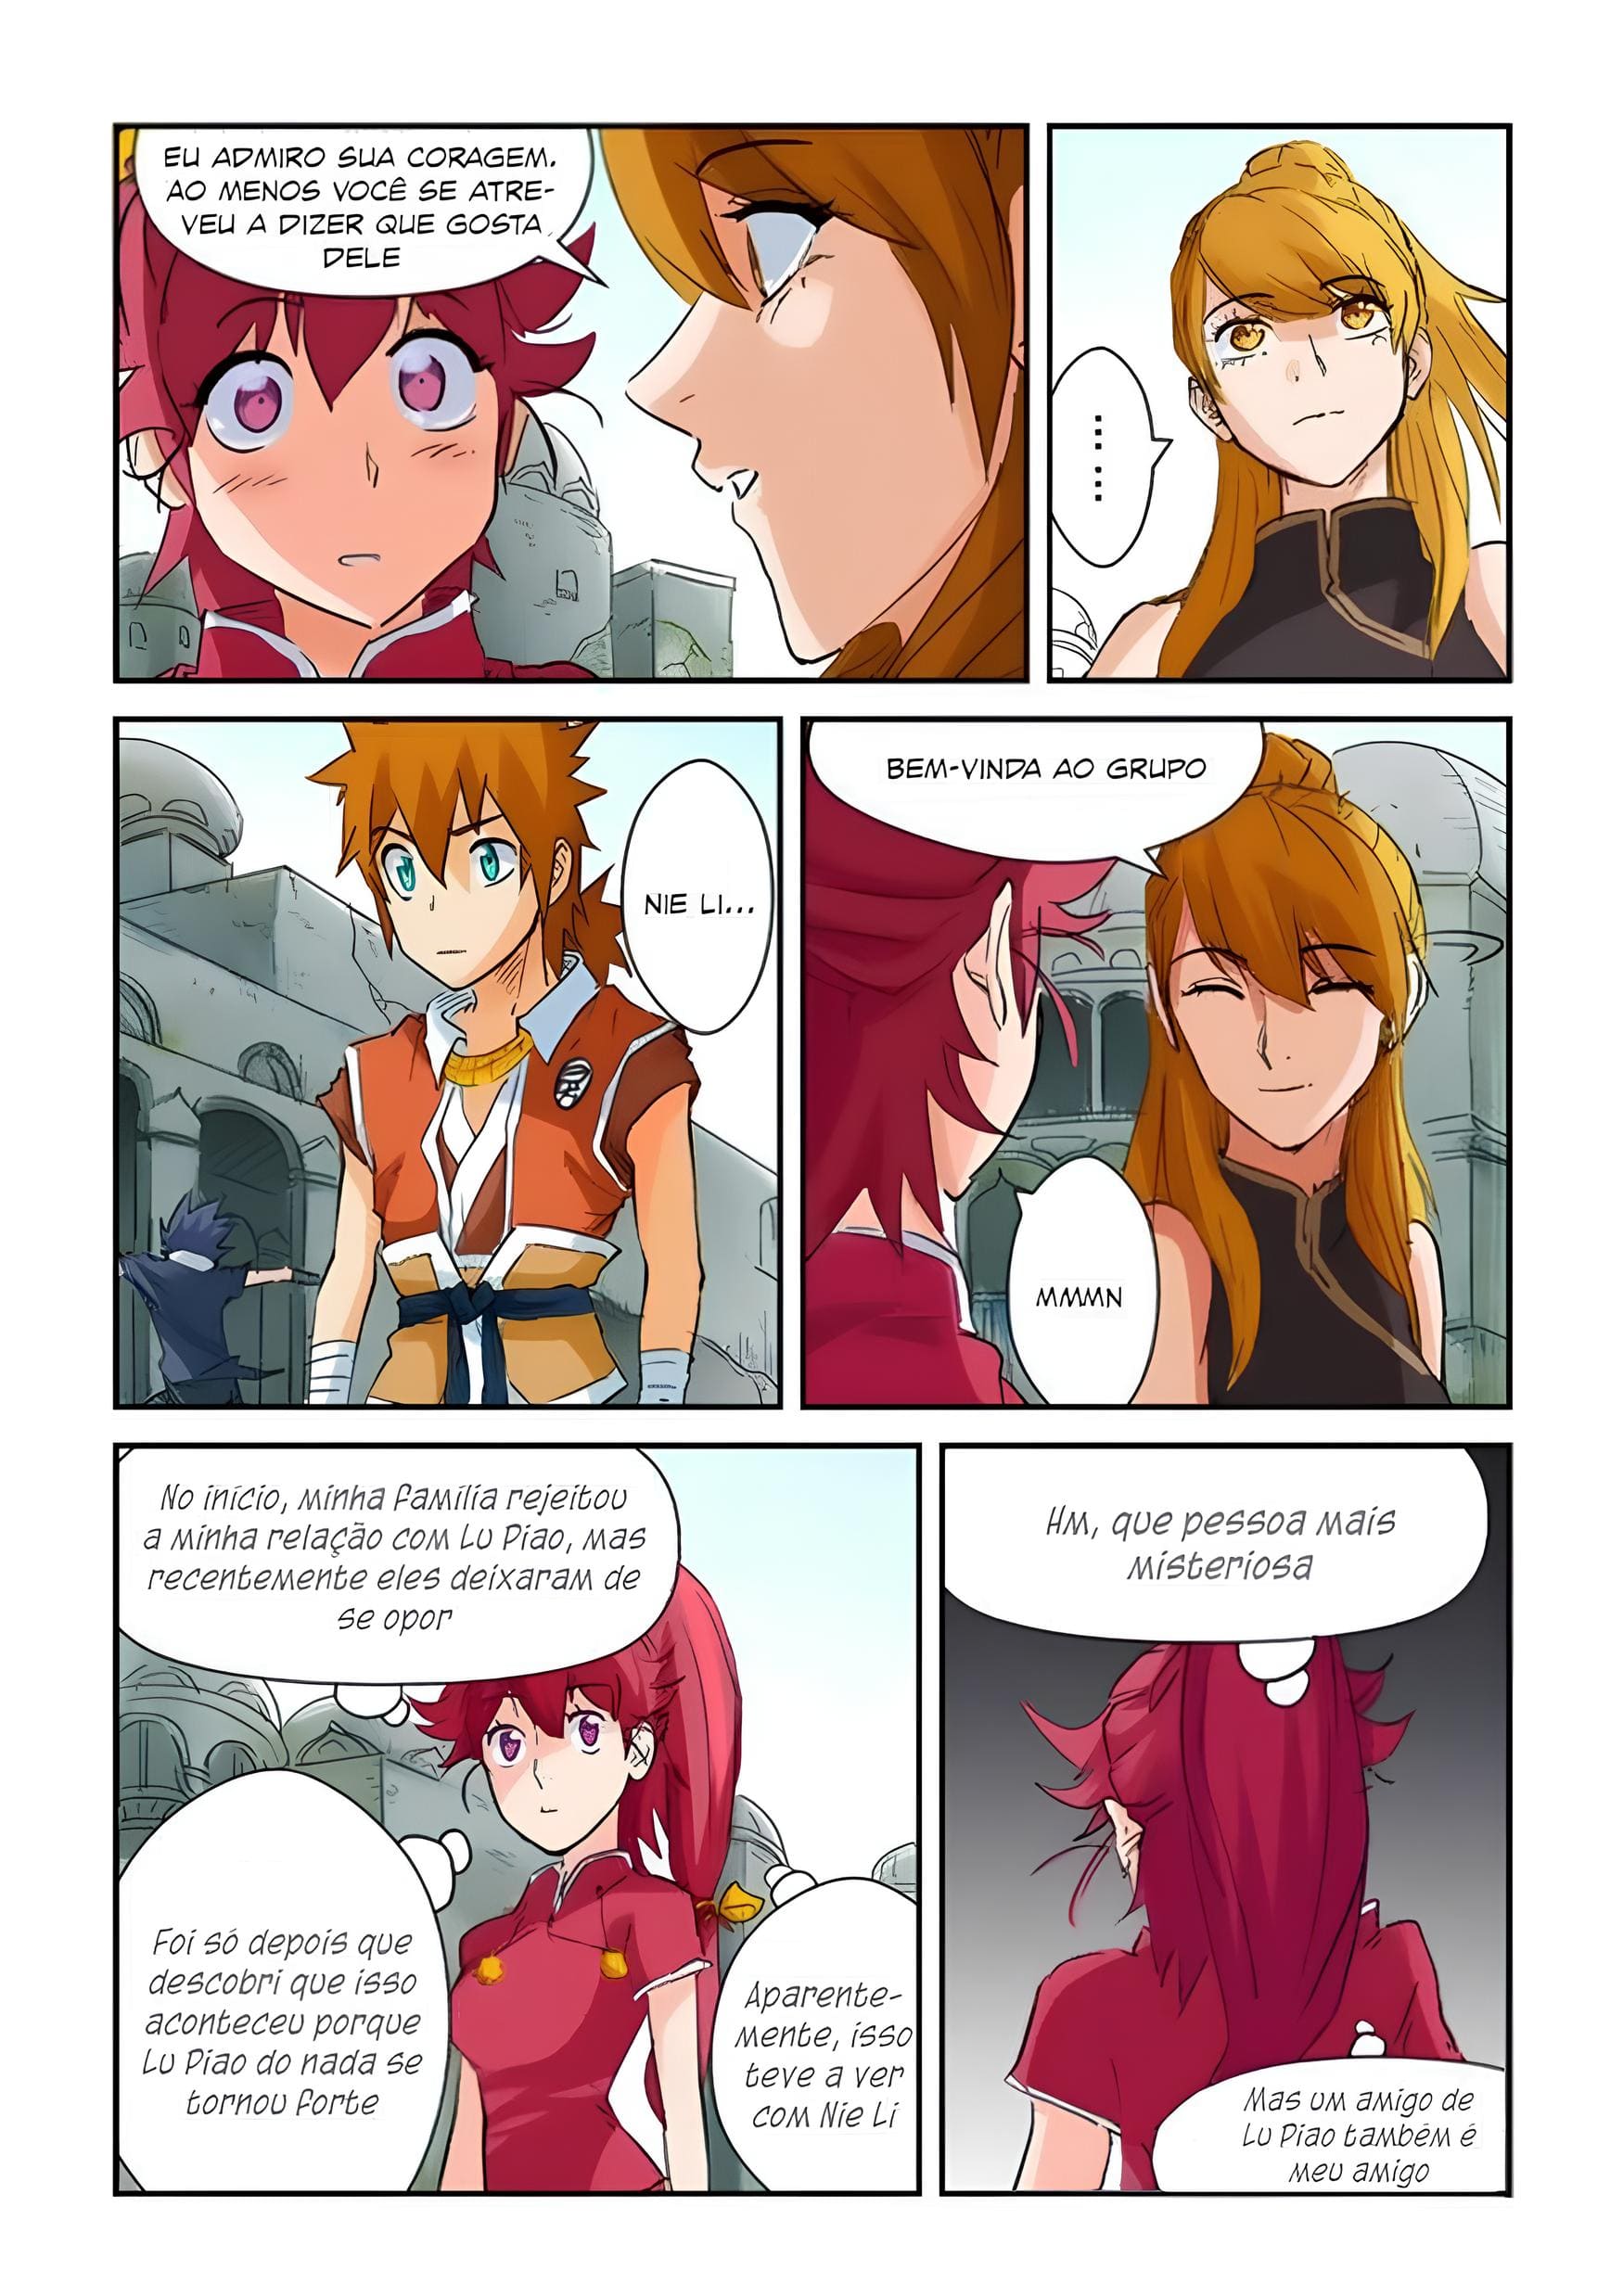 EU ADMIRO SUA CORAGEM.
AO MENOS VOCÊ SE ATRE-
VEU A DIZER QUE GOSTA
DELE
... ...
NIE LI...
BEM-VINDA AO GRUPO
MMMN
No início, minha família rejeitou
a minha relação com Lu Piao, mas
recentemente eles deixaram de
se opor
Foi só depois que
descobri que isso
aconteceu porque
Lu Piao do nada se
tornou forte
Aparente-
mente, isso
teve a ver
com Nie Li
Hm, que pessoa mais
misteriosa
Mas um amigo de
Lu Piao também é
meu amigo